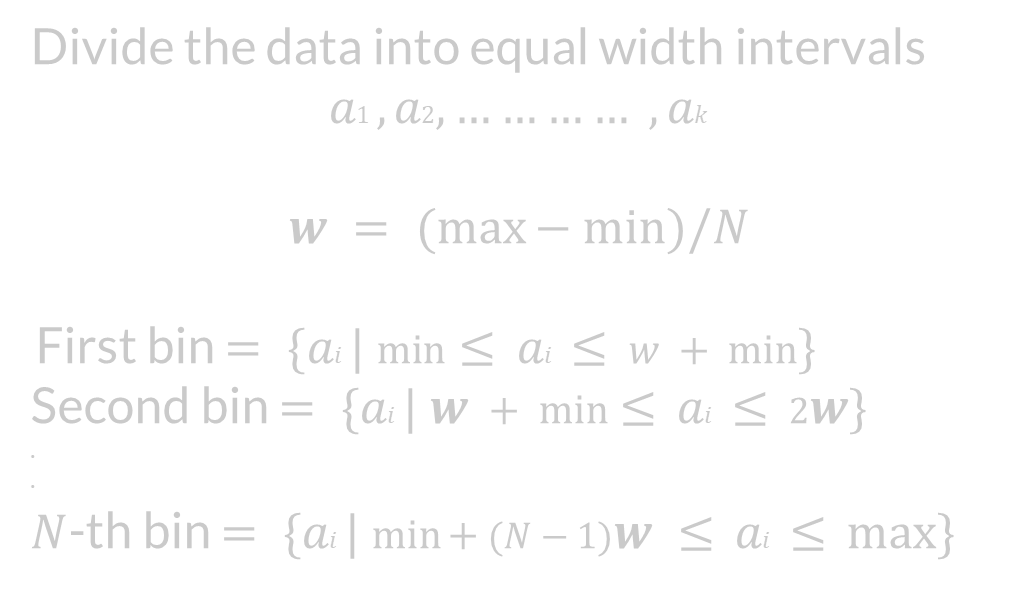 Divide the data into equal width intervals
a₁ , a₂, ... ... ... ... , aₖ
w = (max − min)/N
First bin = {aᵢ | min ≤ aᵢ ≤ w + min}
Second bin = {aᵢ | w + min ≤ aᵢ ≤ 2w}
.
.
N-th bin = {aᵢ | min + (N − 1)w ≤ aᵢ ≤ max}